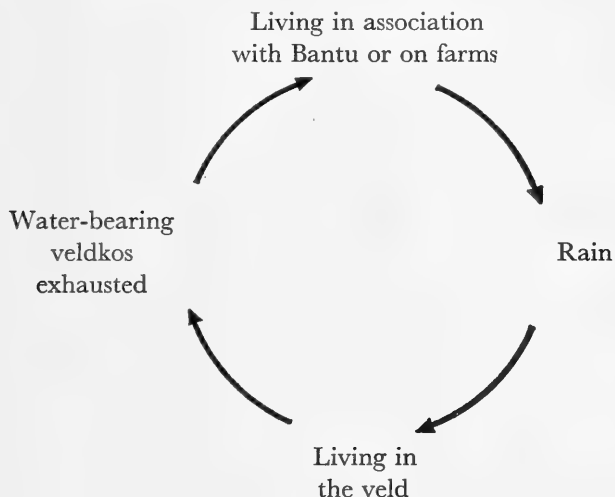 Living in association
with Bantu or on farms
Rain
Living in
the veld
Water-bearing
veldkos
exhausted